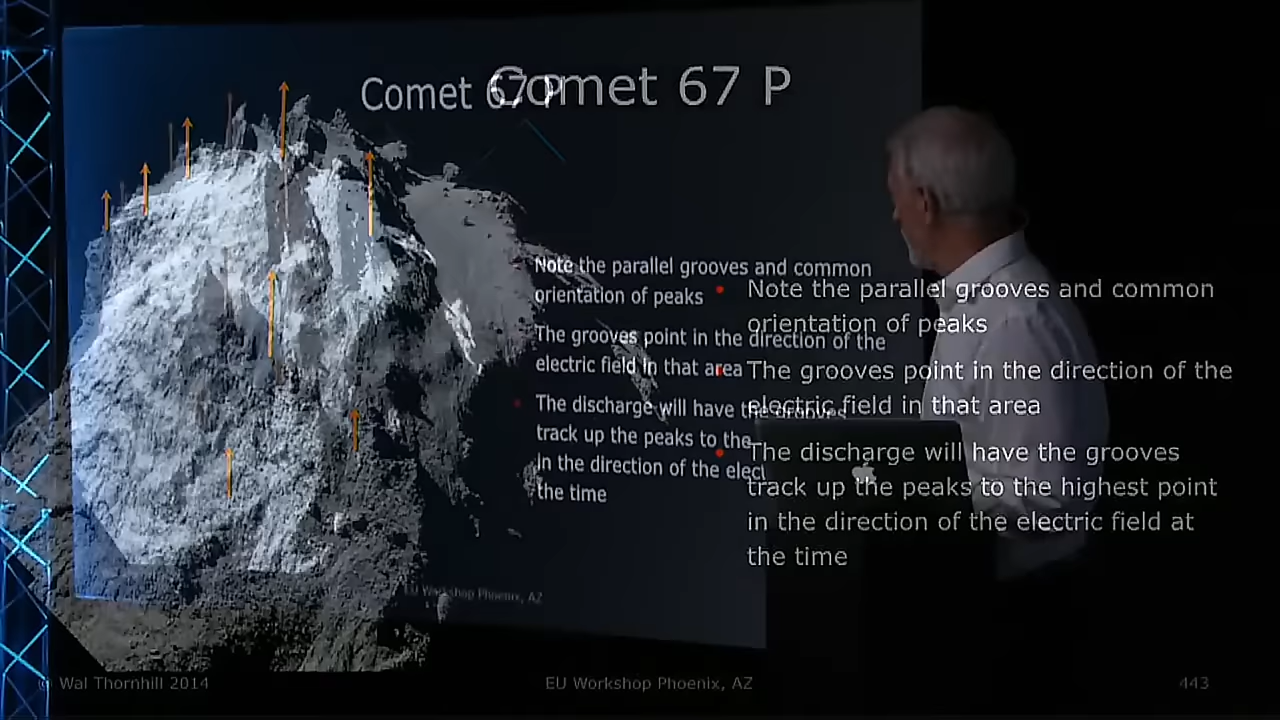 Comet 67 P
Comet 67 P
Note the parallel grooves and common
orientation of peaks
The grooves point in the direction of the
electric field in that area
The discharge will have the grooves
track up the peaks to the
in the direction of the elect
the time
EU Workshop Phoenix, AZ
Note the parallel grooves and common
orientation of peaks
The grooves point in the direction of the
electric field in that area
The discharge will have the grooves
track up the peaks to the highest point
in the direction of the electric field at
the time
© Wal Thornhill 2014
EU Workshop Phoenix, AZ
443